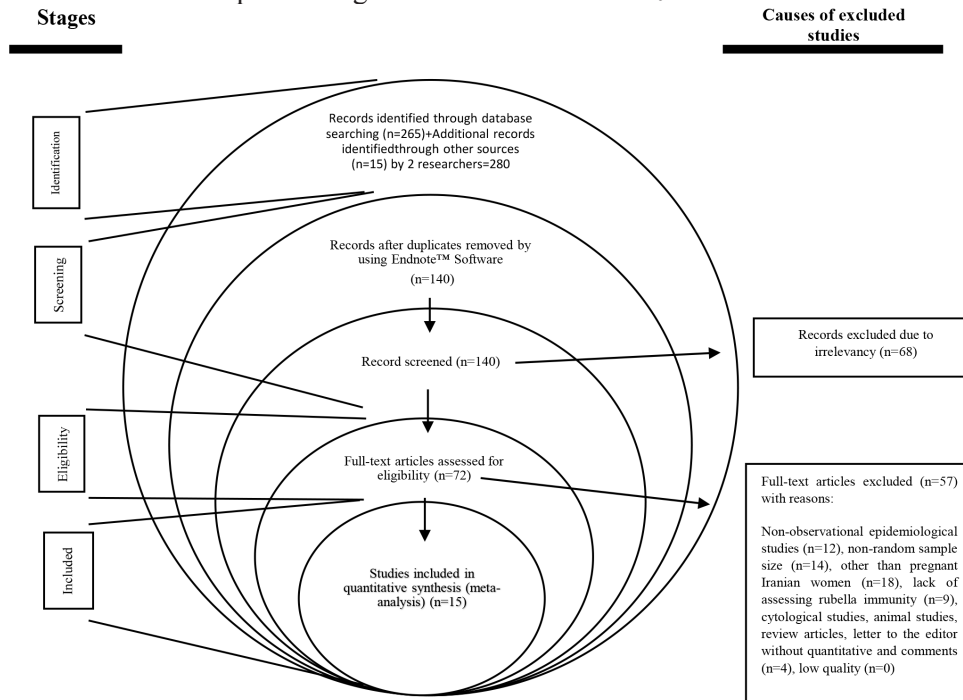 Stages
Causes of excluded
studies
Identification
Records identified through database
searching (n=265)+Additional records
identifiedthrough other sources
(n=15) by 2 researchers=280
Screening
Records after duplicates removed by
using Endnote™ Software
(n=140)
Record screened (n=140)
Records excluded due to
irrelevancy (n=68)
Eligibility
Full-text articles assessed for
eligibility (n=72)
Full-text articles excluded (n=57)
with reasons:
Non-observational epidemiological
studies (n=12), non-random sample
size (n=14), other than pregnant
Iranian women (n=18), lack of
assessing rubella immunity (n=9),
cytological studies, animal studies,
review articles, letter to the editor
without quantitative and comments
(n=4), low quality (n=0)
Included
Studies included in
quantitative synthesis (meta-
analysis) (n=15)